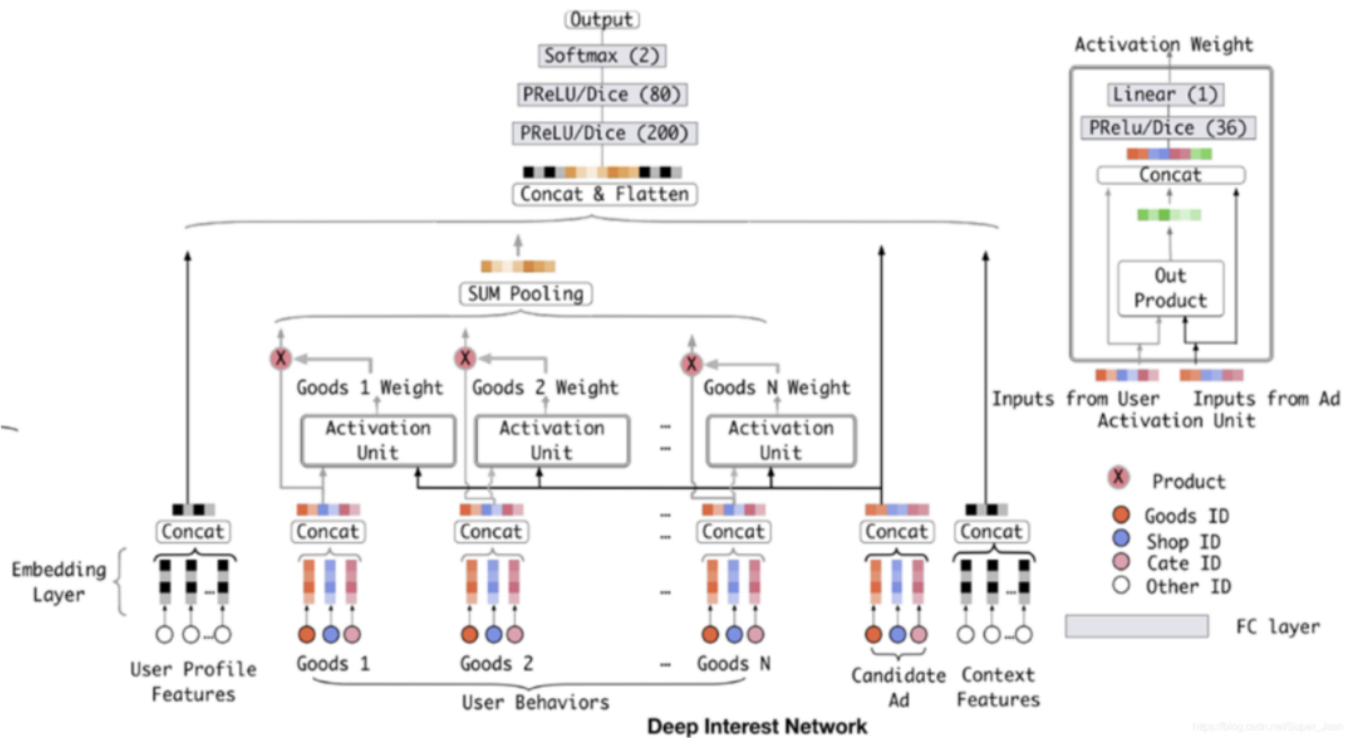 Output
Softmax (2)
PReLU/Dice (80)
PReLU/Dice (200)
Concat & Flatten
SUM Pooling
X
X
X
Goods 1 Weight
Goods 2 Weight
Goods N Weight
Activation
Unit
Activation
Unit
...
...
Activation
Unit
Concat
Concat
Concat
...
...
Concat
Concat
Concat
Embedding
Layer
...
...
...
User Profile
Features
Goods 1
Goods 2
...
Goods N
Candidate
Ad
Context
Features
User Behaviors
Deep Interest Network
Activation Weight
Linear (1)
PRelu/Dice (36)
Concat
Out
Product
Inputs from User
Inputs from Ad
Activation Unit
X
Product
Goods ID
Shop ID
Cate ID
Other ID
FC layer